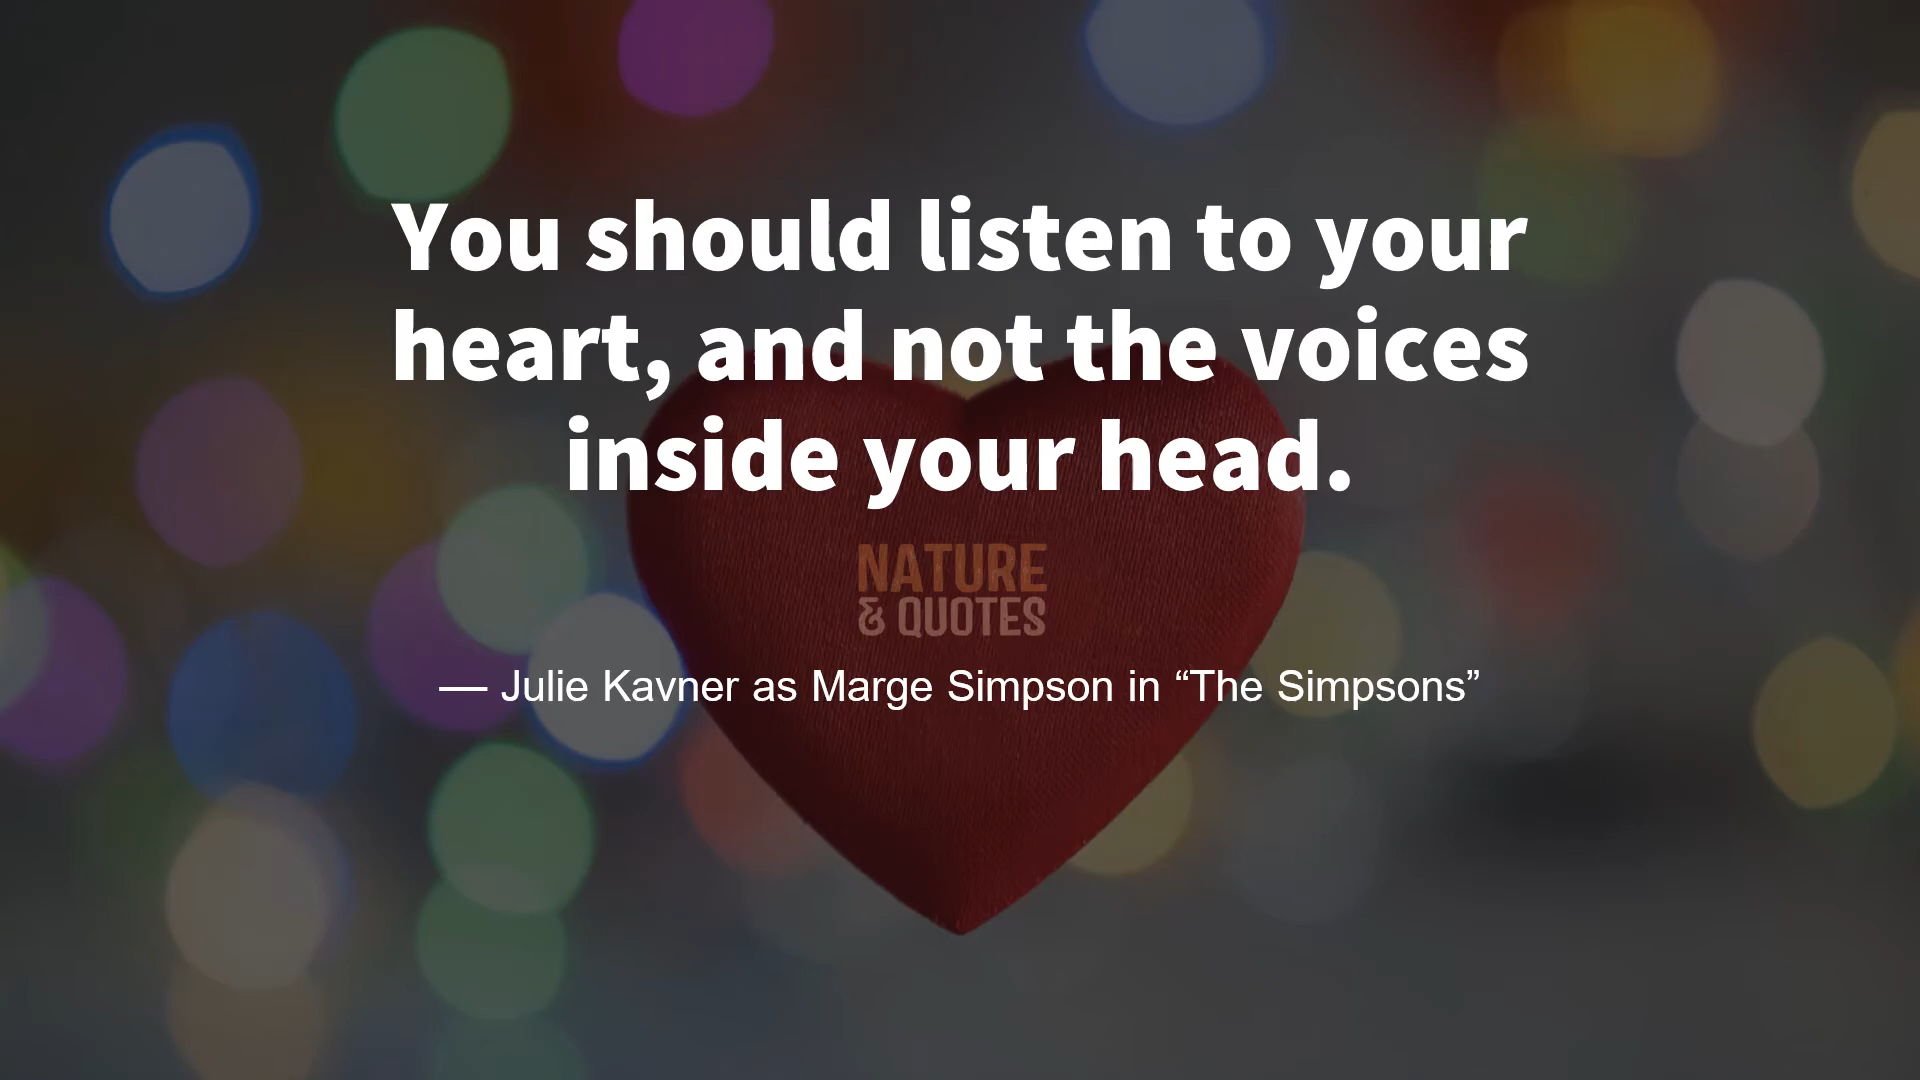 You should listen to your
heart, and not the voices
inside your head.
NATURE
& QUOTES
— Julie Kavner as Marge Simpson in “The Simpsons”